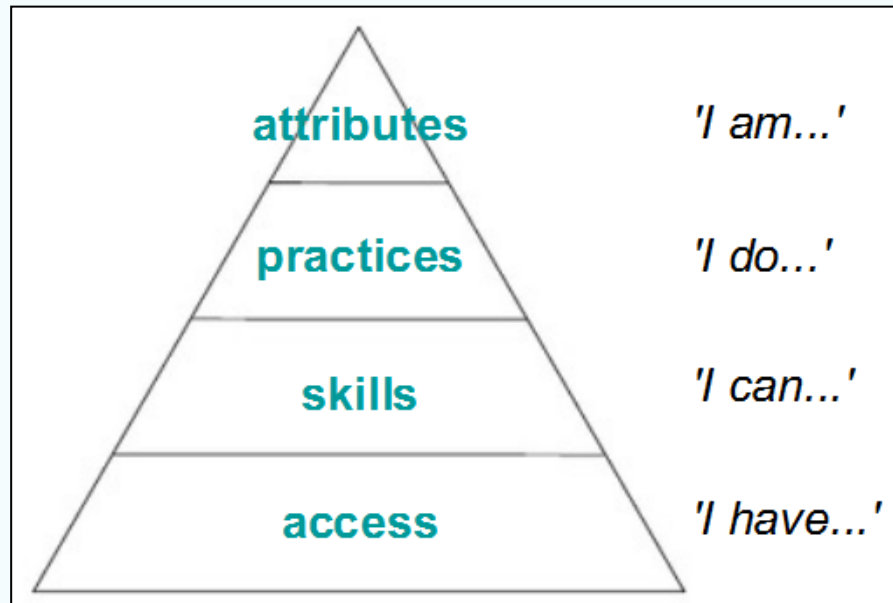 attributes 'I am...'
practices 'I do...'
skills 'I can...'
access 'I have...'